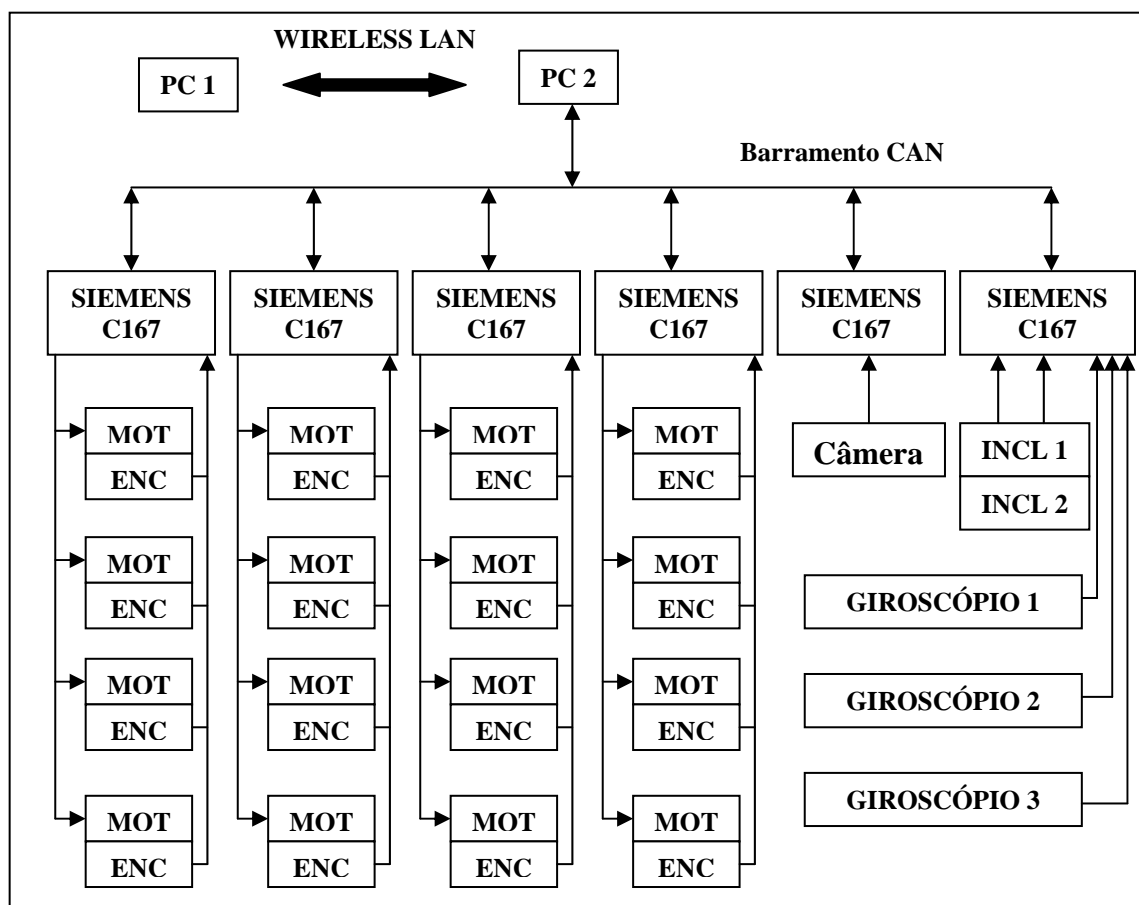 WIRELESS LAN
PC 1
PC 2
Barramento CAN
SIEMENS
C167
SIEMENS
C167
SIEMENS
C167
SIEMENS
C167
SIEMENS
C167
SIEMENS
C167
MOT
ENC
MOT
ENC
MOT
ENC
MOT
ENC
MOT
ENC
MOT
ENC
MOT
ENC
MOT
ENC
MOT
ENC
MOT
ENC
MOT
ENC
MOT
ENC
MOT
ENC
MOT
ENC
MOT
ENC
MOT
ENC
Câmera
INCL 1
INCL 2
GIROSCÓPIO 1
GIROSCÓPIO 2
GIROSCÓPIO 3